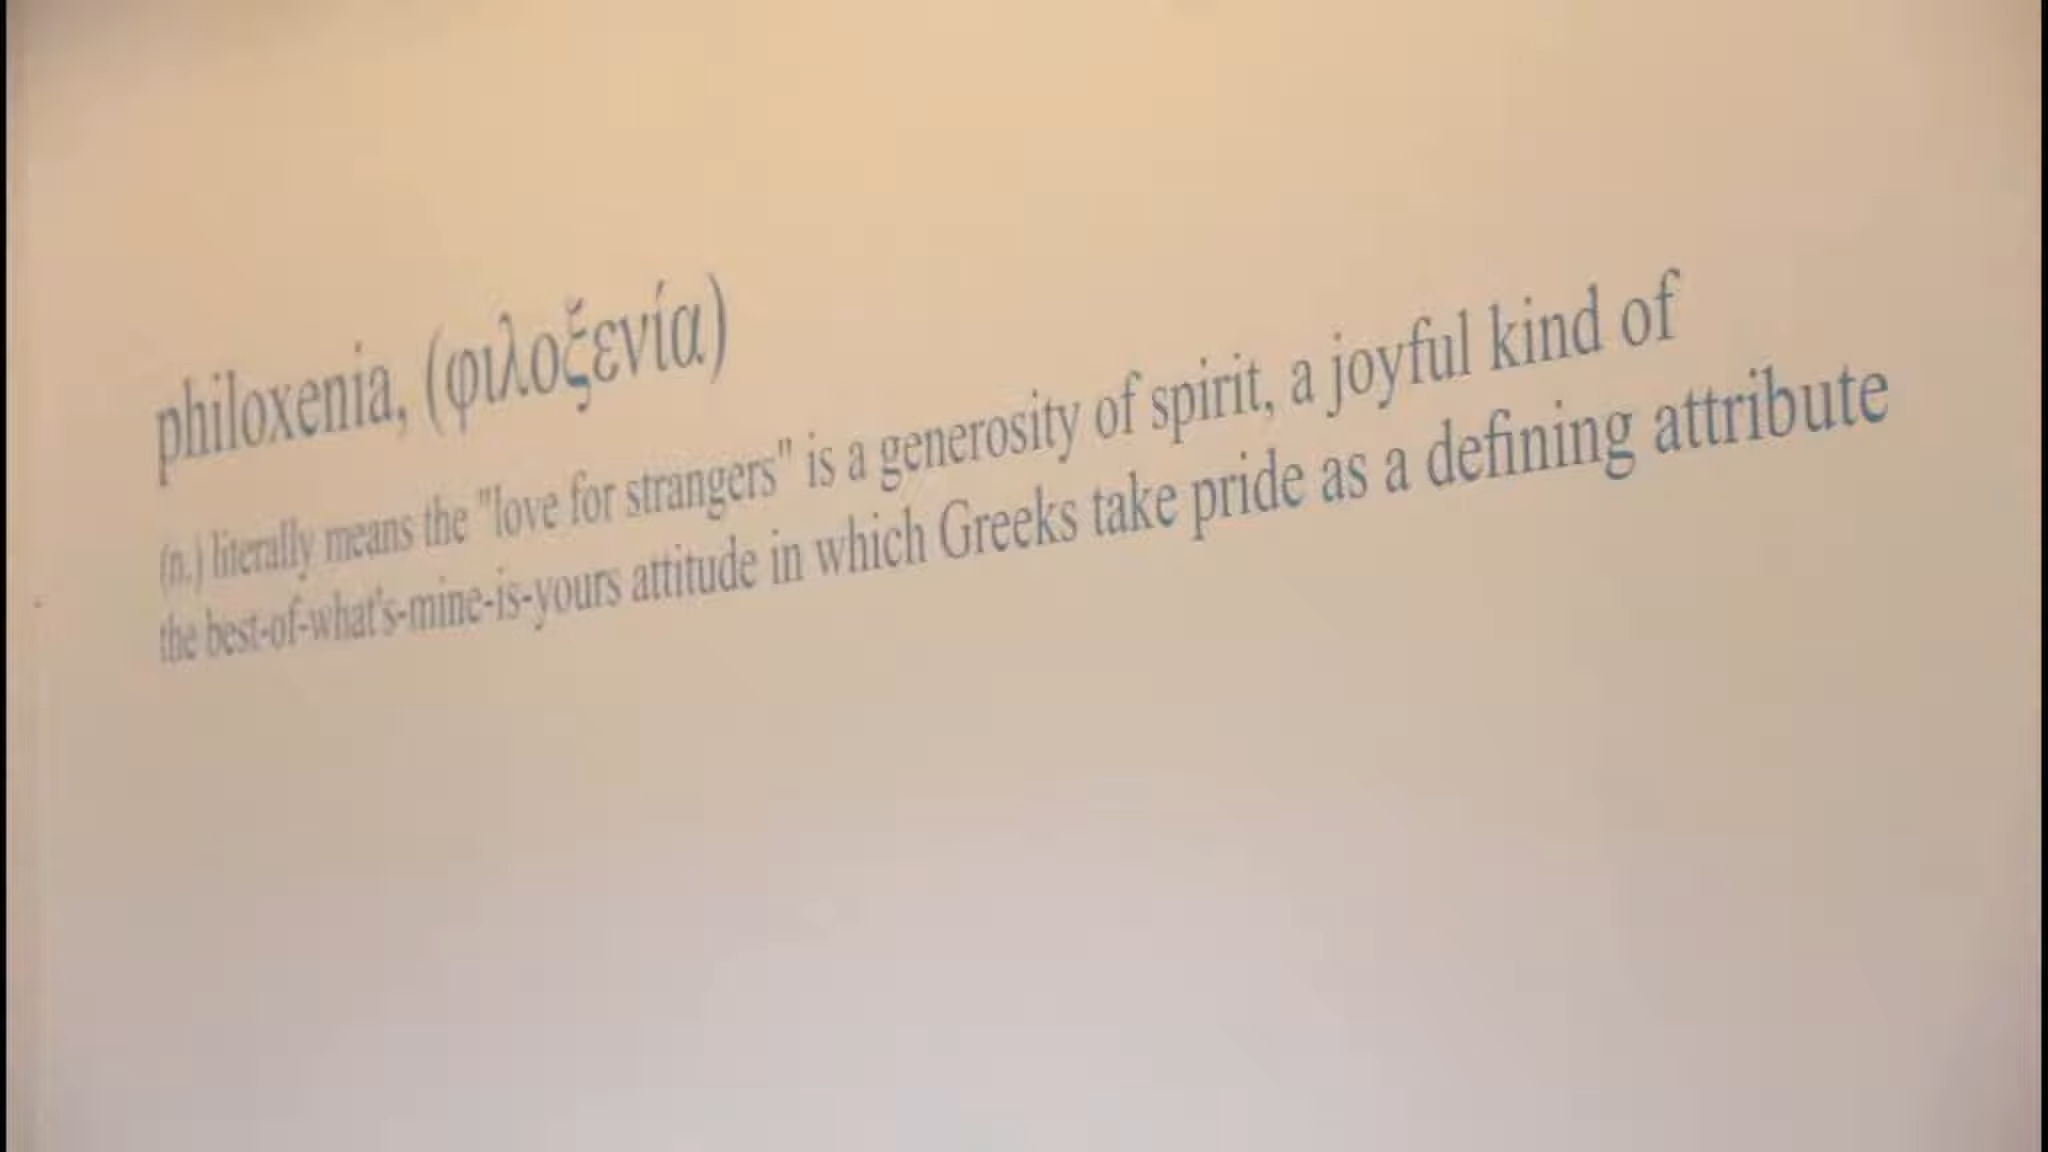 philoxenia, (φιλοξενία)
(n.) literally means the "love for strangers" is a generosity of spirit, a joyful kind of
the best-of-what's-mine-is-yours attitude in which Greeks take pride as a defining attribute